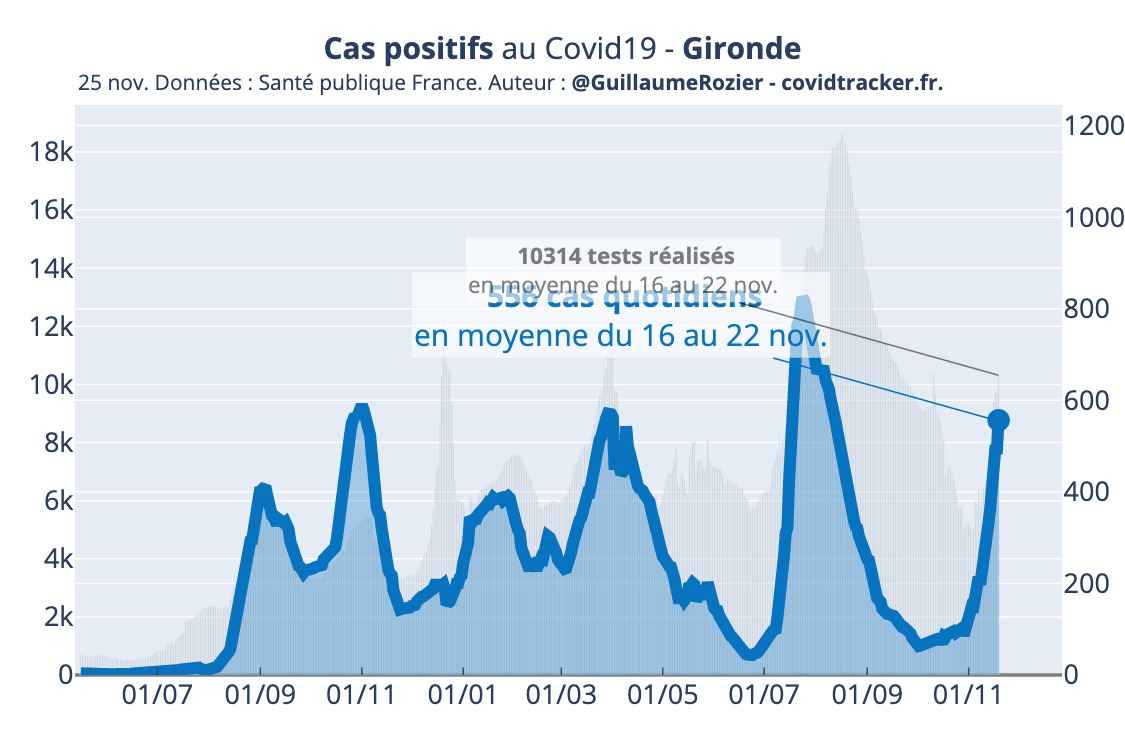 Cas positifs au Covid19 - Gironde
25 nov. Données : Santé publique France. Auteur : @GuillaumeRozier - covidtracker.fr.
1200
18k
16k
1000
10314 tests réalisés
14k
en moyenne du 16 au 22 nov.
556 cas quotidiens
800
12k
en moyenne du 16 au 22 nov.
10k
600
8k
6k
400
4k
200
2k
0
0
01/07 01/09 01/11 01/01 01/03 01/05 01/07 01/09 01/11